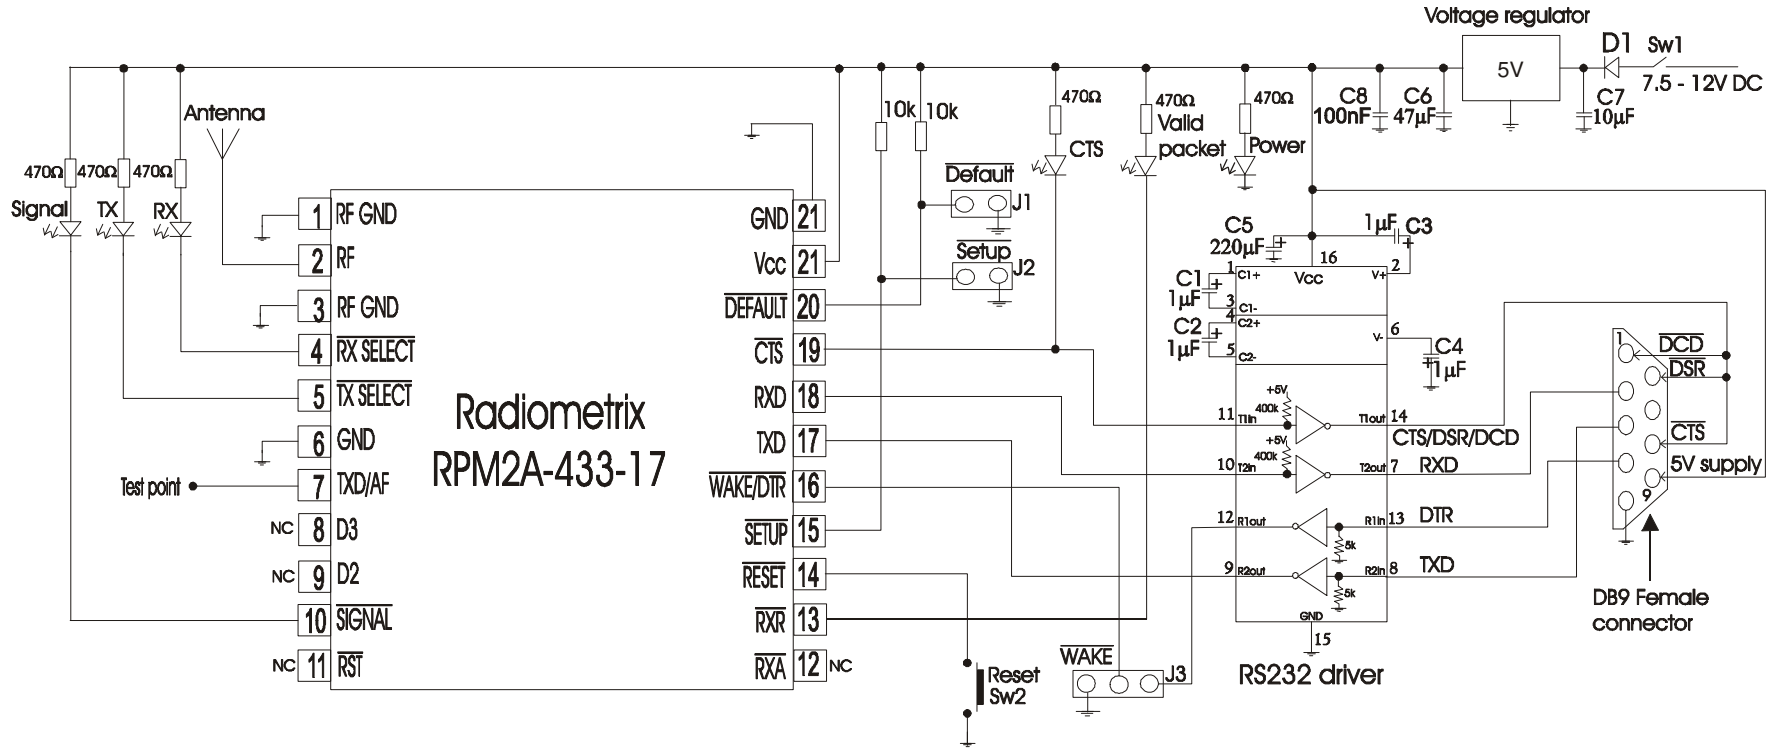 Voltage regulator
5V
D1
Sw1
7.5 - 12V DC
C8
100nF
C6
47µF
C7
10µF
Antenna
10k
10k
470Ω
CTS
470Ω
Valid
packet
470Ω
Power
470Ω
470Ω
470Ω
Signal
TX
RX
Default
J1
Setup
J2
1 RF GND
2 RF
3 RF GND
4 RX SELECT
5 TX SELECT
6 GND
7 TXD/AF
8 D3
9 D2
10 SIGNAL
11 RST
Test point
NC
NC
NC
Radiometrix
RPM2A-433-17
GND 21
Vcc 21
DEFAULT 20
CTS 19
RXD 18
TXD 17
WAKE/DTR 16
SETUP 15
RESET 14
RXR 13
RXA 12 NC
Reset
Sw2
WAKE
J3
C5
220µF
+
1µF
C3
+
16
Vcc
1 C1+
V+ 2
C1
1µF
+
3 C1-
4 C2+
C2
1µF
+
5 C2-
V- 6
C4
1µF
+
+5V
400k
11 T1in
T1out 14
CTS/DSR/DCD
+5V
400k
10 T2in
T2out 7
RXD
12 R1out
R1in 13
DTR
5k
9 R2out
R2in 8
TXD
5k
GND
15
RS232 driver
1
DCD
DSR
CTS
5V supply
9
DB9 Female
connector